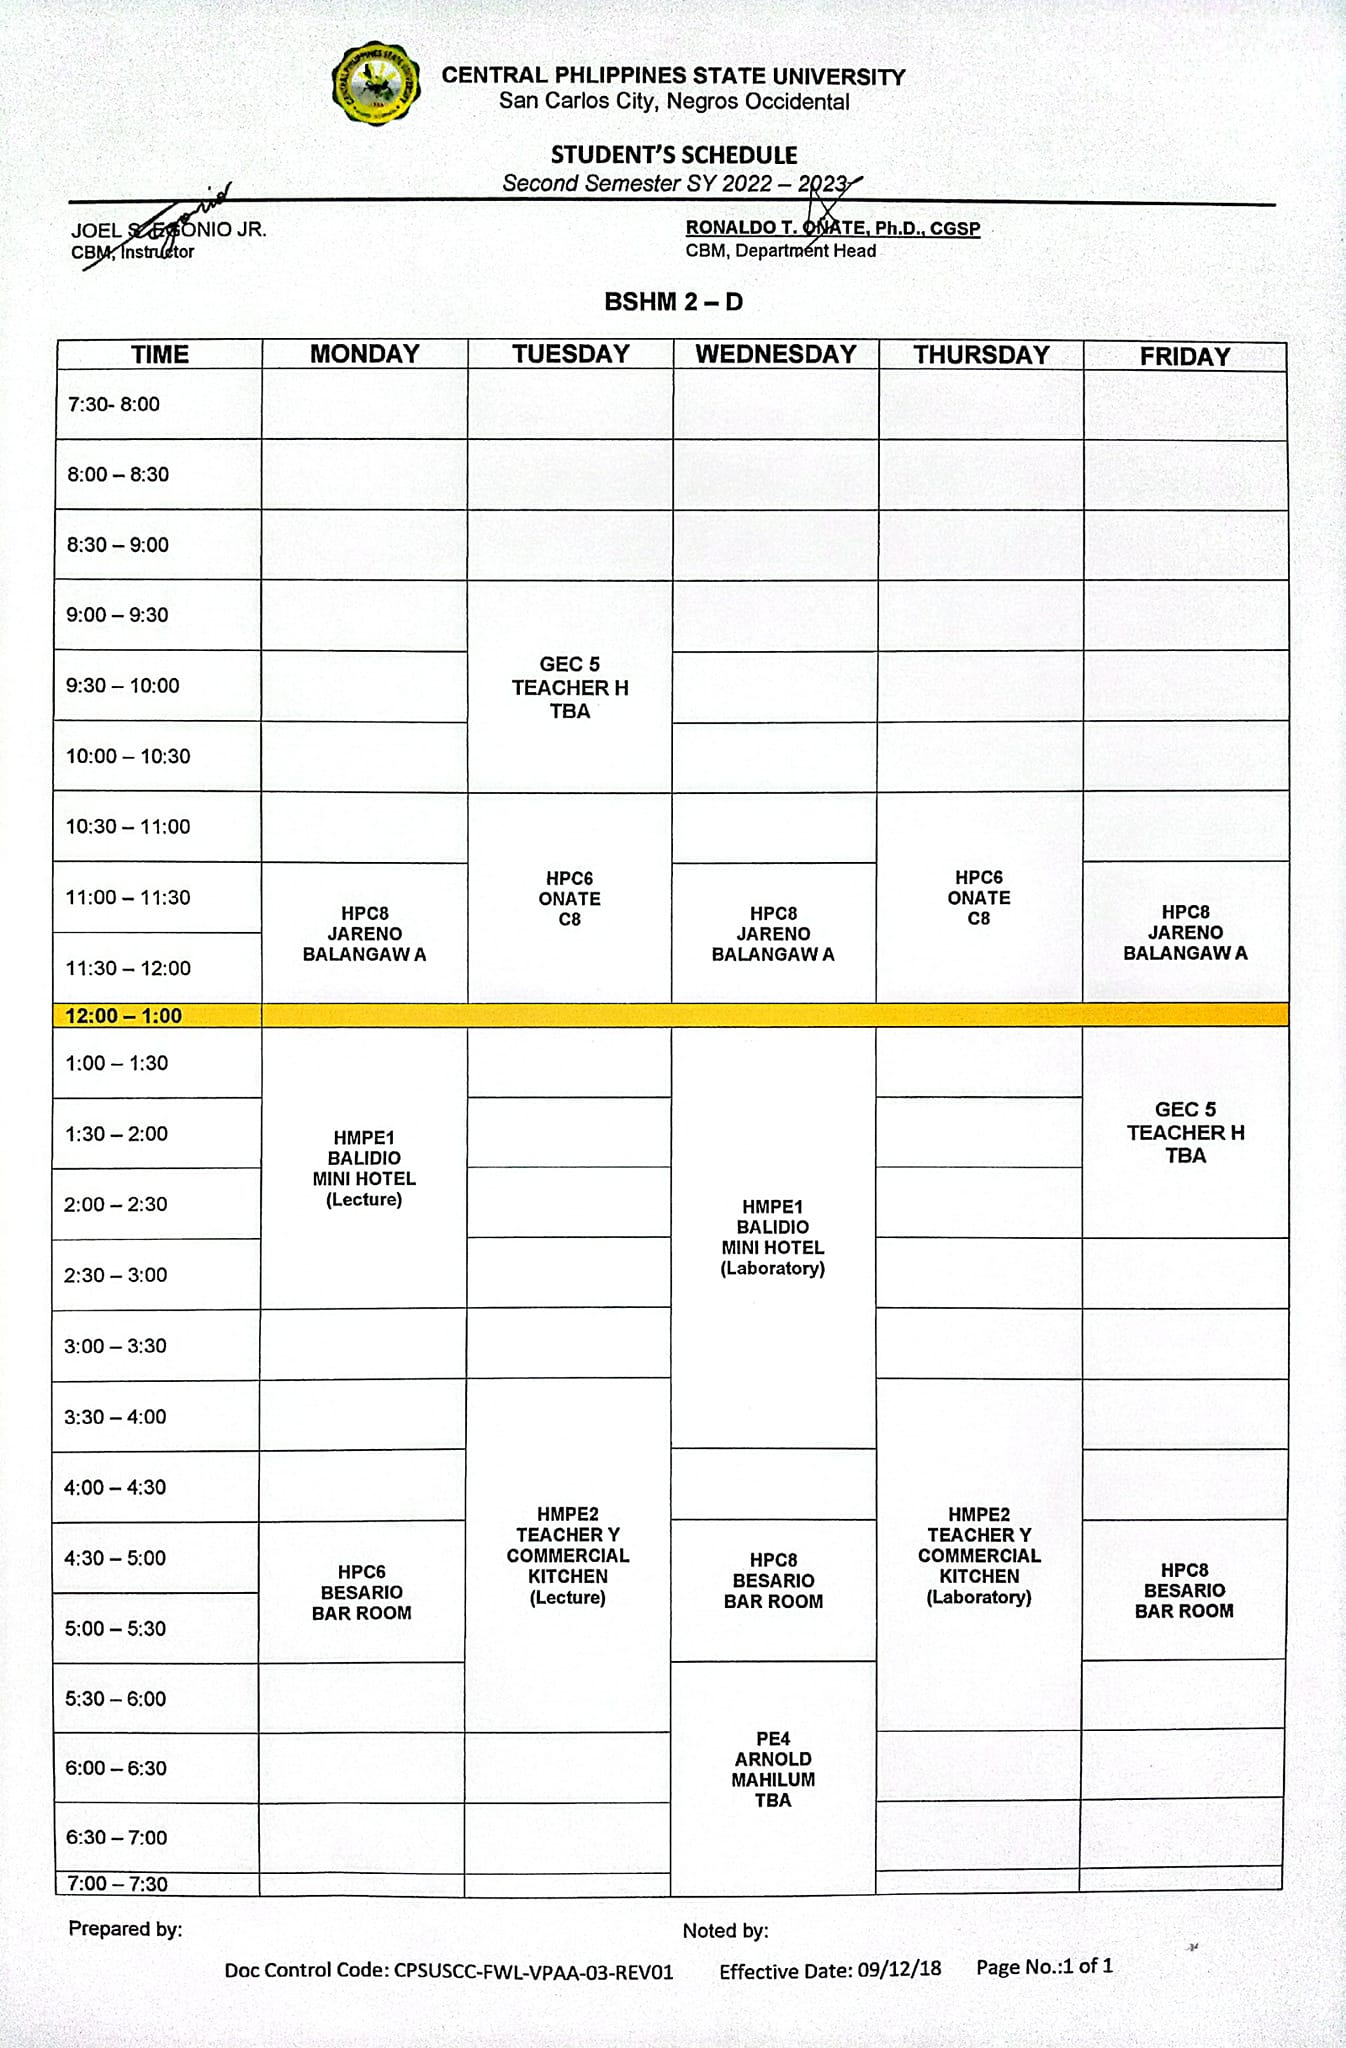 CENTRAL PHLIPPINES STATE UNIVERSITY
San Carlos City, Negros Occidental
STUDENT'S SCHEDULE
Second Semester SY 2022 – 2023
JOEL S. EGONIO JR.
CBM, Instructor
RONALDO T. OÑATE, Ph.D., CGSP
CBM, Department Head
BSHM 2 – D
TIME MONDAY TUESDAY WEDNESDAY THURSDAY FRIDAY
7:30- 8:00
8:00 – 8:30
8:30 – 9:00
9:00 – 9:30
9:30 – 10:00
10:00 – 10:30
GEC 5
TEACHER H
TBA
10:30 – 11:00
11:00 – 11:30
11:30 – 12:00
HPC8
JARENO
BALANGAW A
HPC6
ONATE
C8
HPC8
JARENO
BALANGAW A
HPC6
ONATE
C8
HPC8
JARENO
BALANGAW A
12:00 – 1:00
1:00 – 1:30
1:30 – 2:00
2:00 – 2:30
2:30 – 3:00
HMPE1
BALIDIO
MINI HOTEL
(Lecture)
HMPE1
BALIDIO
MINI HOTEL
(Laboratory)
GEC 5
TEACHER H
TBA
3:00 – 3:30
3:30 – 4:00
4:00 – 4:30
4:30 – 5:00
5:00 – 5:30
5:30 – 6:00
HPC6
BESARIO
BAR ROOM
HMPE2
TEACHER Y
COMMERCIAL
KITCHEN
(Lecture)
HPC8
BESARIO
BAR ROOM
HMPE2
TEACHER Y
COMMERCIAL
KITCHEN
(Laboratory)
HPC8
BESARIO
BAR ROOM
6:00 – 6:30
6:30 – 7:00
7:00 – 7:30
PE4
ARNOLD
MAHILUM
TBA
Prepared by:
Noted by:
Doc Control Code: CPSUSCC-FWL-VPAA-03-REV01 Effective Date: 09/12/18 Page No.:1 of 1